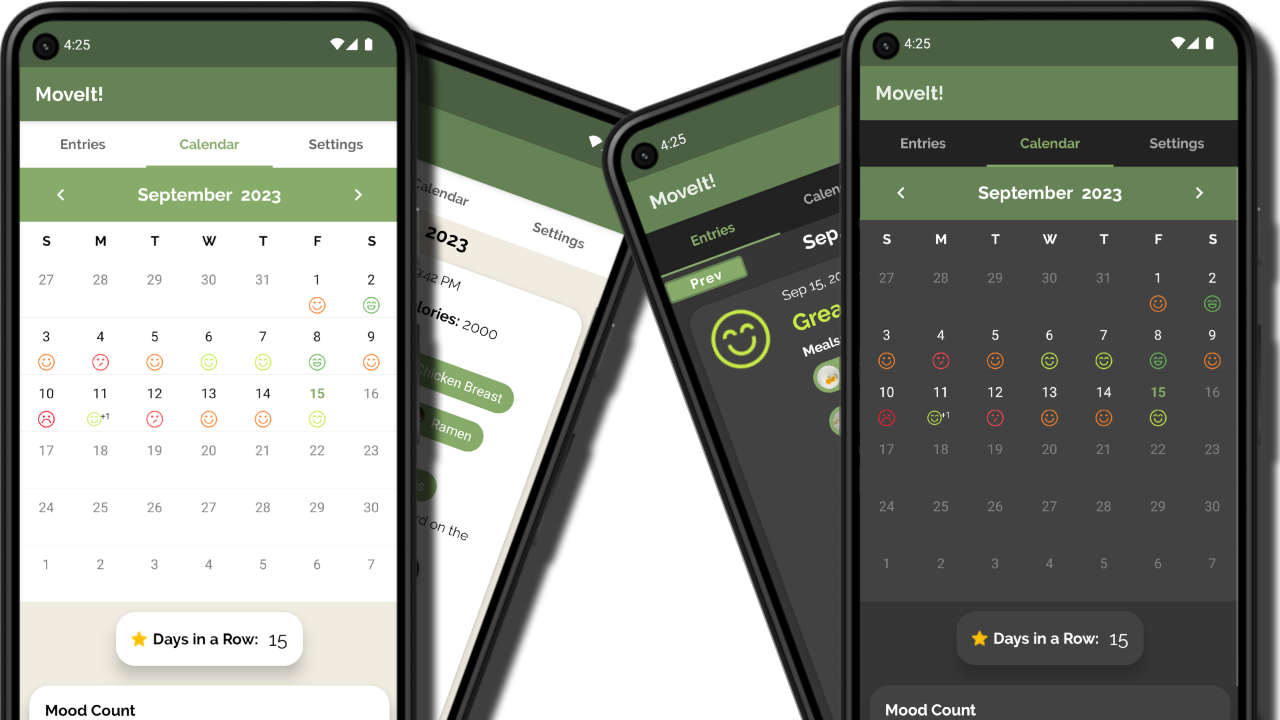 4:25
MoveIt!
Entries Calendar Settings
September 2023
S M T W T F S
27 28 29 30 31 1 2
3 4 5 6 7 8 9
10 11 12 13 14 15 16
+1
17 18 19 20 21 22 23
24 25 26 27 28 29 30
1 2 3 4 5 6 7
Days in a Row: 15
Mood Count
Calendar
Settings
2023
9:42 PM
2000
Chicken Breast
Ramen
on the
4:25
MoveIt!
Entries
Prev
Sep 15,
Meals
4:25
MoveIt!
Entries Calendar Settings
September 2023
S M T W T F S
27 28 29 30 31 1 2
3 4 5 6 7 8 9
10 11 12 13 14 15 16
+1
17 18 19 20 21 22 23
24 25 26 27 28 29 30
1 2 3 4 5 6 7
Days in a Row: 15
Mood Count